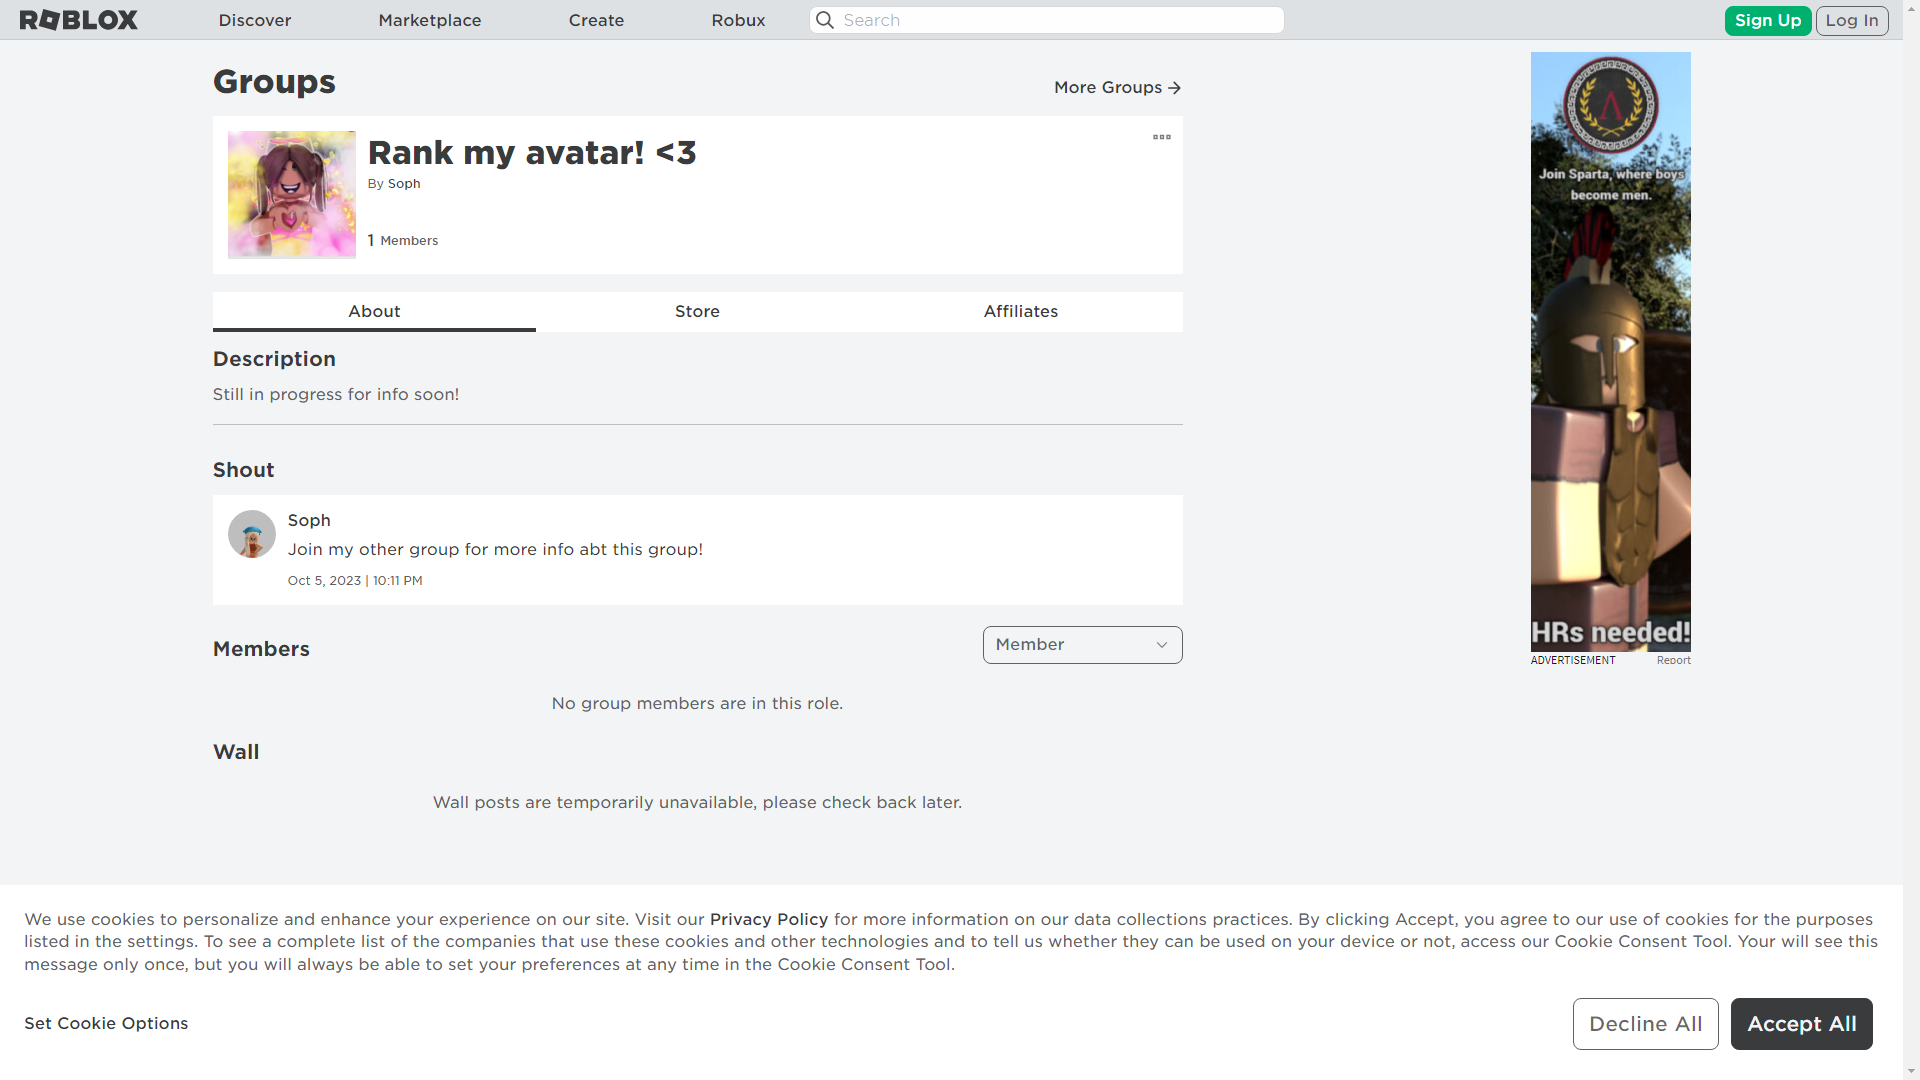 ROBLOX
Discover
Marketplace
Create
Robux
Search
Sign Up
Log In
Groups
More Groups
Rank my avatar! <3
By Soph
1 Members
About
Store
Affiliates
Description
Still in progress for info soon!
Shout
Soph
Join my other group for more info abt this group!
Oct 5, 2023 | 10:11 PM
Members
Member
No group members are in this role.
Wall
Wall posts are temporarily unavailable, please check back later.
Join Sparta, where boys
become men.
HRs needed!
ADVERTISEMENT
Report
We use cookies to personalize and enhance your experience on our site. Visit our Privacy Policy for more information on our data collections practices. By clicking Accept, you agree to our use of cookies for the purposes
listed in the settings. To see a complete list of the companies that use these cookies and other technologies and to tell us whether they can be used on your device or not, access our Cookie Consent Tool. Your will see this
message only once, but you will always be able to set your preferences at any time in the Cookie Consent Tool.
Set Cookie Options
Decline All
Accept All